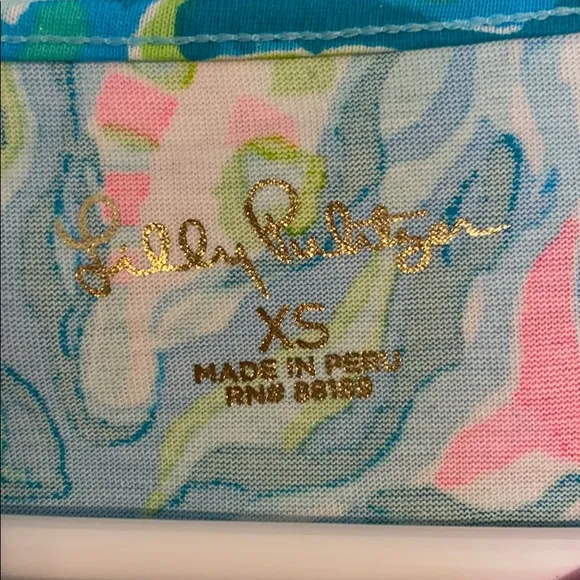 Lilly Pulitzer
XS
MADE IN PERU
RN# 88189